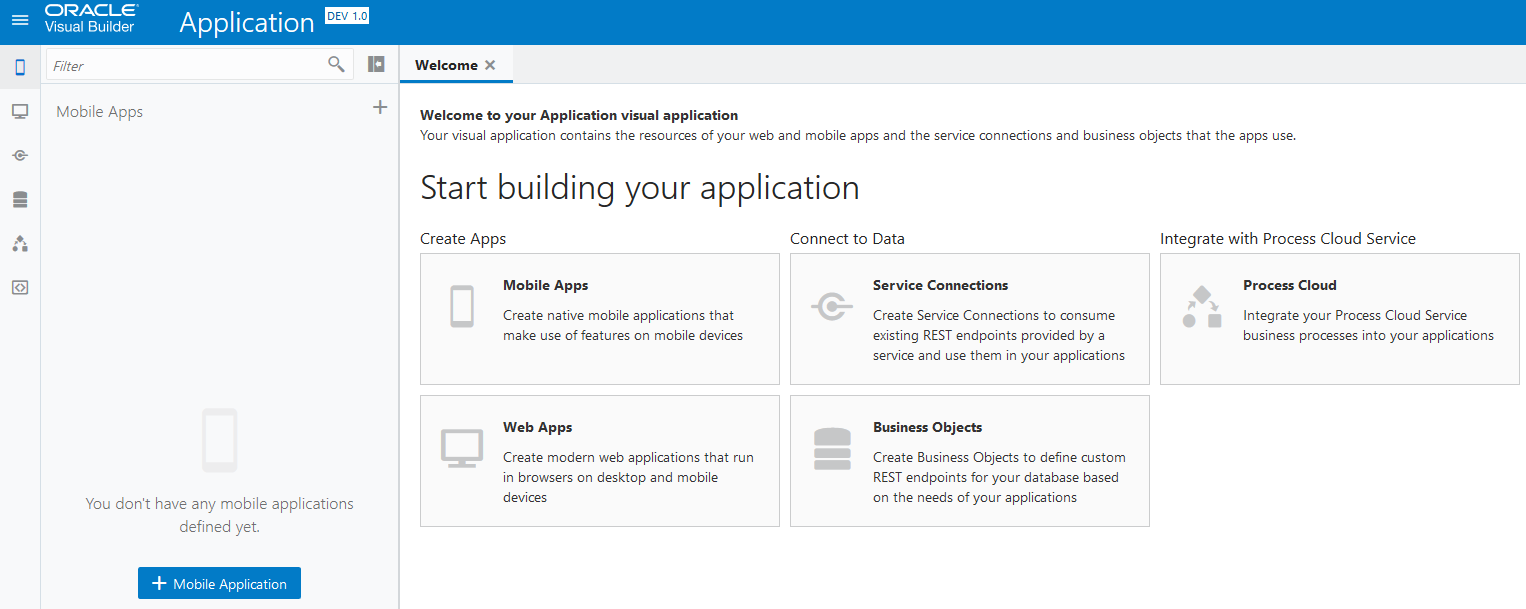 ORACLE
Visual Builder
Application
DEV 1.0
Filter
Mobile Apps
You don't have any mobile applications
defined yet.
Mobile Application
Welcome
Welcome to your Application visual application
Your visual application contains the resources of your web and mobile apps and the service connections and business objects that the apps use.
Start building your application
Create Apps
Mobile Apps
Create native mobile applications that
make use of features on mobile devices
Web Apps
Create modern web applications that run
in browsers on desktop and mobile
devices
Connect to Data
Service Connections
Create Service Connections to consume
existing REST endpoints provided by a
service and use them in your applications
Business Objects
Create Business Objects to define custom
REST endpoints for your database based
on the needs of your applications
Integrate with Process Cloud Service
Process Cloud
Integrate your Process Cloud Service
business processes into your applications